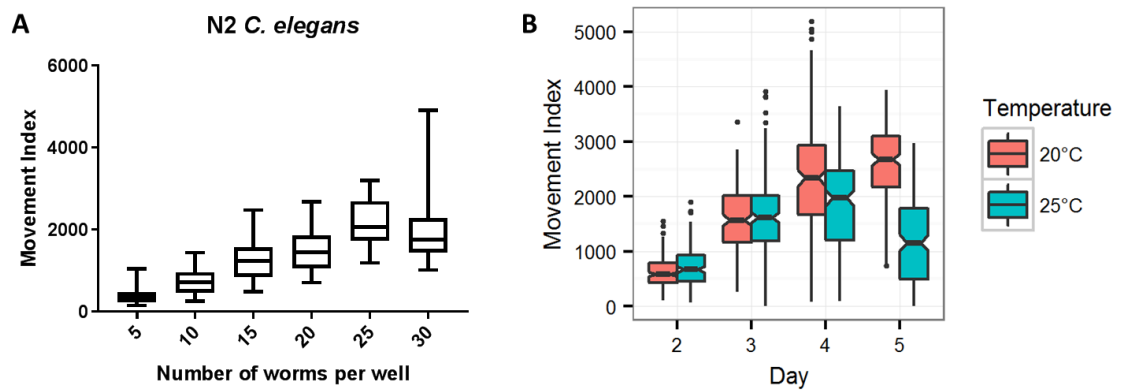 A
N2 C. elegans
Movement Index
6000
4000
2000
0
5
10
15
20
25
30
Number of worms per well
B
Movement Index
5000
4000
3000
2000
1000
0
2
3
4
5
Day
Temperature
20°C
25°C